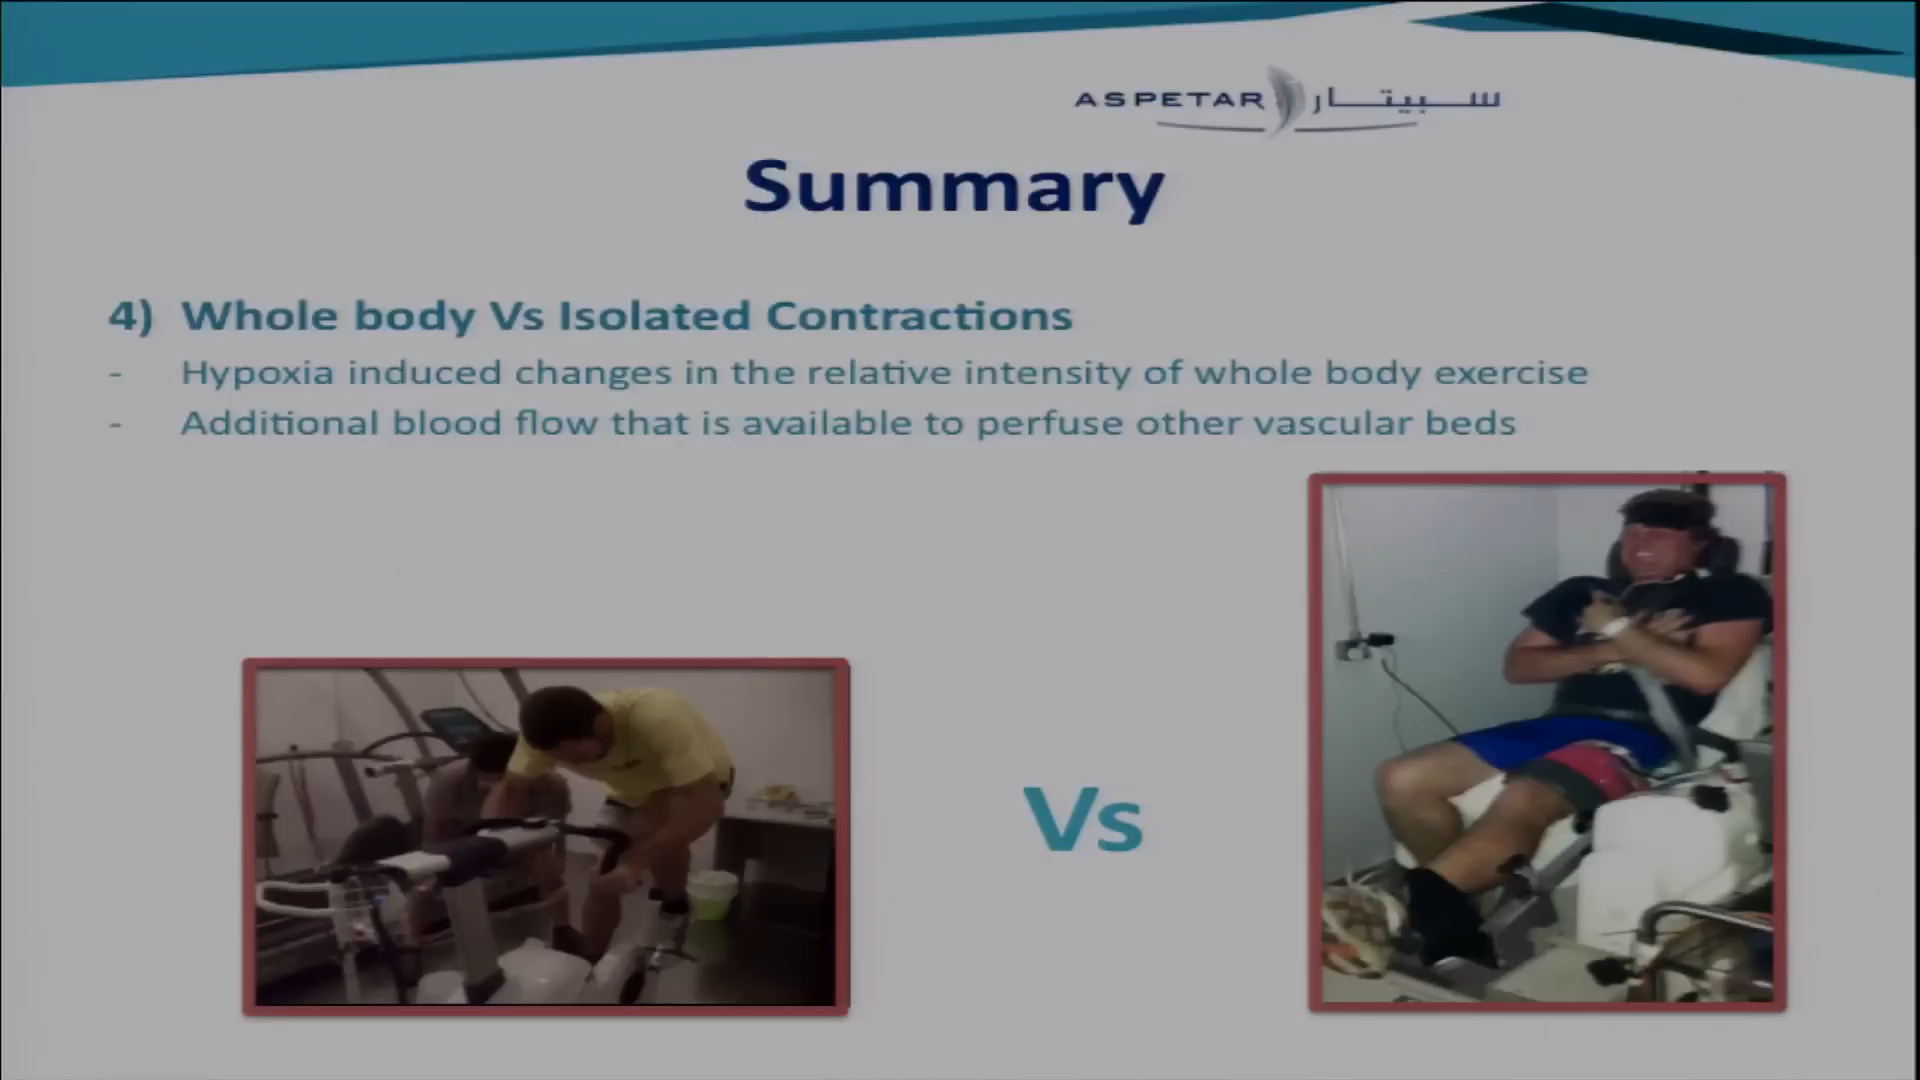 ASPETAR سبيتار
Summary
4) Whole body Vs Isolated Contractions
- Hypoxia induced changes in the relative intensity of whole body exercise
- Additional blood flow that is available to perfuse other vascular beds
Vs